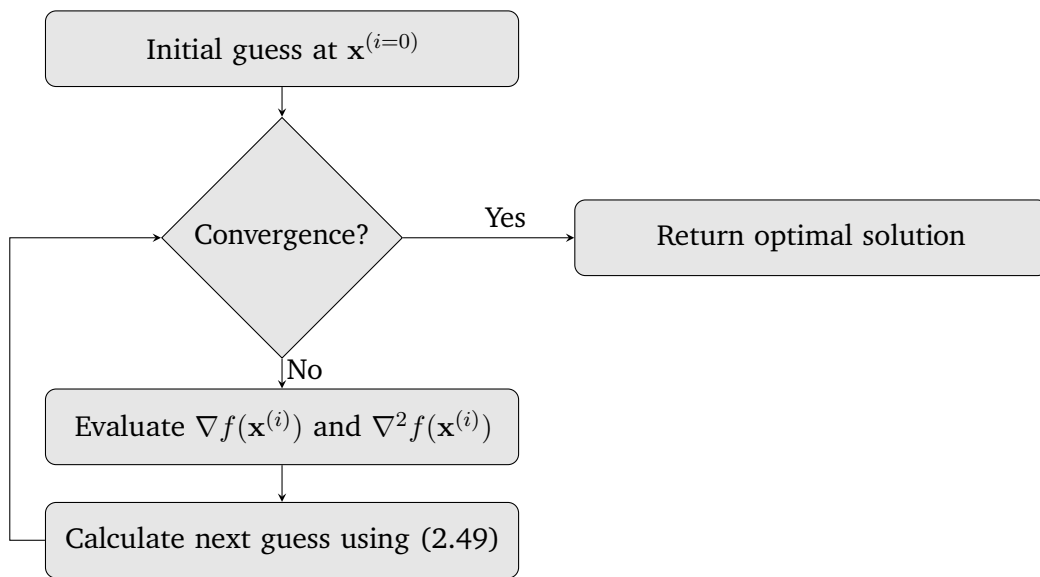 Initial guess at x^{(i=0)}
Convergence?
Yes
Return optimal solution
No
Evaluate ∇f(x^{(i)}) and ∇²f(x^{(i)})
Calculate next guess using (2.49)